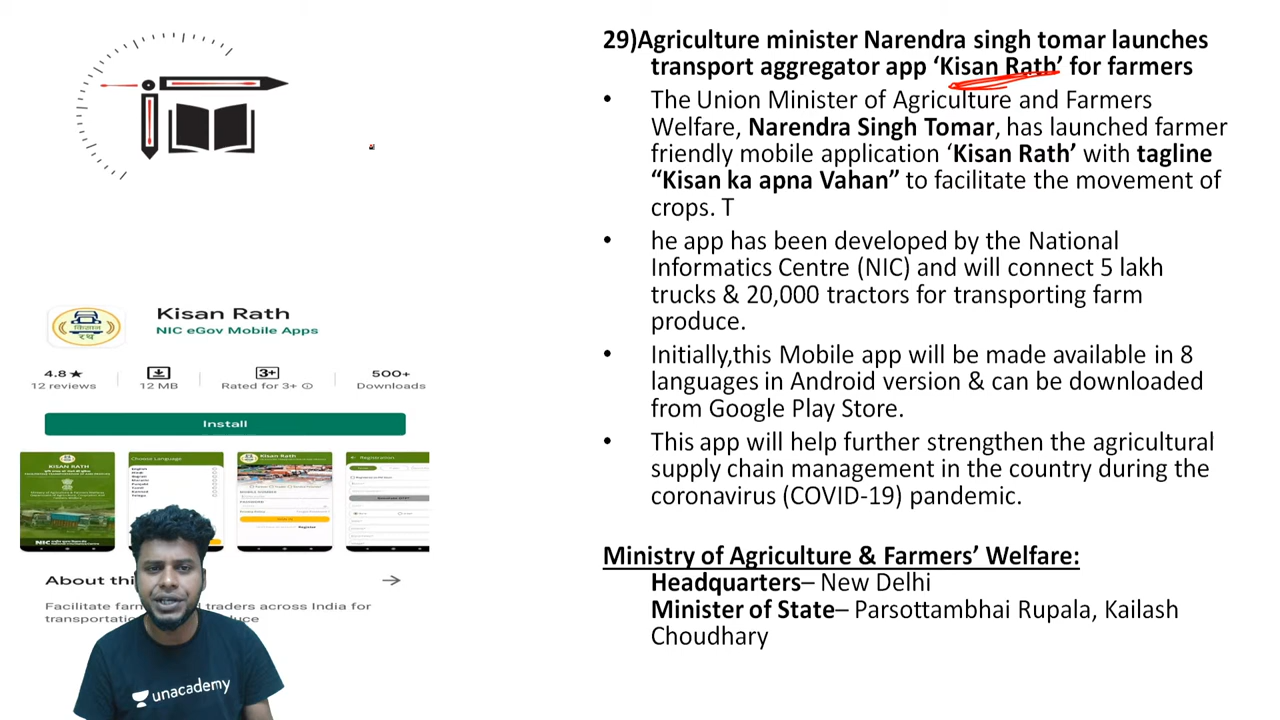 29)Agriculture minister Narendra singh tomar launches
transport aggregator app ‘Kisan Rath’ for farmers
• The Union Minister of Agriculture and Farmers
Welfare, Narendra Singh Tomar, has launched farmer
friendly mobile application ‘Kisan Rath’ with tagline
“Kisan ka apna Vahan” to facilitate the movement of
crops. T
• he app has been developed by the National
Informatics Centre (NIC) and will connect 5 lakh
trucks & 20,000 tractors for transporting farm
produce.
• Initially,this Mobile app will be made available in 8
languages in Android version & can be downloaded
from Google Play Store.
• This app will help further strengthen the agricultural
supply chain management in the country during the
coronavirus (COVID-19) pandemic.
Ministry of Agriculture & Farmers’ Welfare:
Headquarters– New Delhi
Minister of State– Parsottambhai Rupala, Kailash
Choudhary
किसान
रथ
Kisan Rath
NIC eGov Mobile Apps
4.8★
12 reviews
12 MB
3+
Rated for 3+
500+
Downloads
Install
KISAN RATH
NIC
Choose Language
Kisan Rath
Register
Registration
About thi
Facilitate farm d traders across India for
transportation uce
unacademy